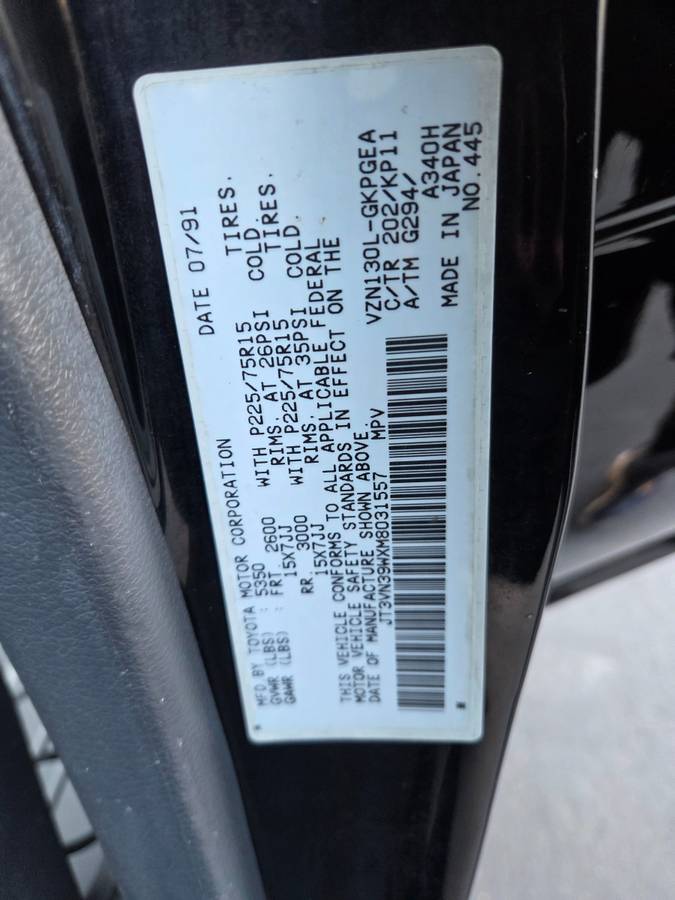 MFD BY TOYOTA MOTOR CORPORATION DATE 07/91
GVWR (LBS) : 5350
GAWR (LBS) : FRT. 2600 WITH P225/75R15 TIRES.
15X7JJ RIMS. AT 26PSI COLD
RR. 3000 WITH P225/75R15 TIRES.
15X7JJ RIMS. AT 35PSI COLD.
THIS VEHICLE CONFORMS TO ALL APPLICABLE FEDERAL
MOTOR VEHICLE SAFETY STANDARDS IN EFFECT ON THE
DATE OF MANUFACTURE SHOWN ABOVE.
JT3VN39WXM8031557 MPV
VZN130L-GKPGEA
C/TR 202/KP11
A/TM G294/
A340H
MADE IN JAPAN
NO.445